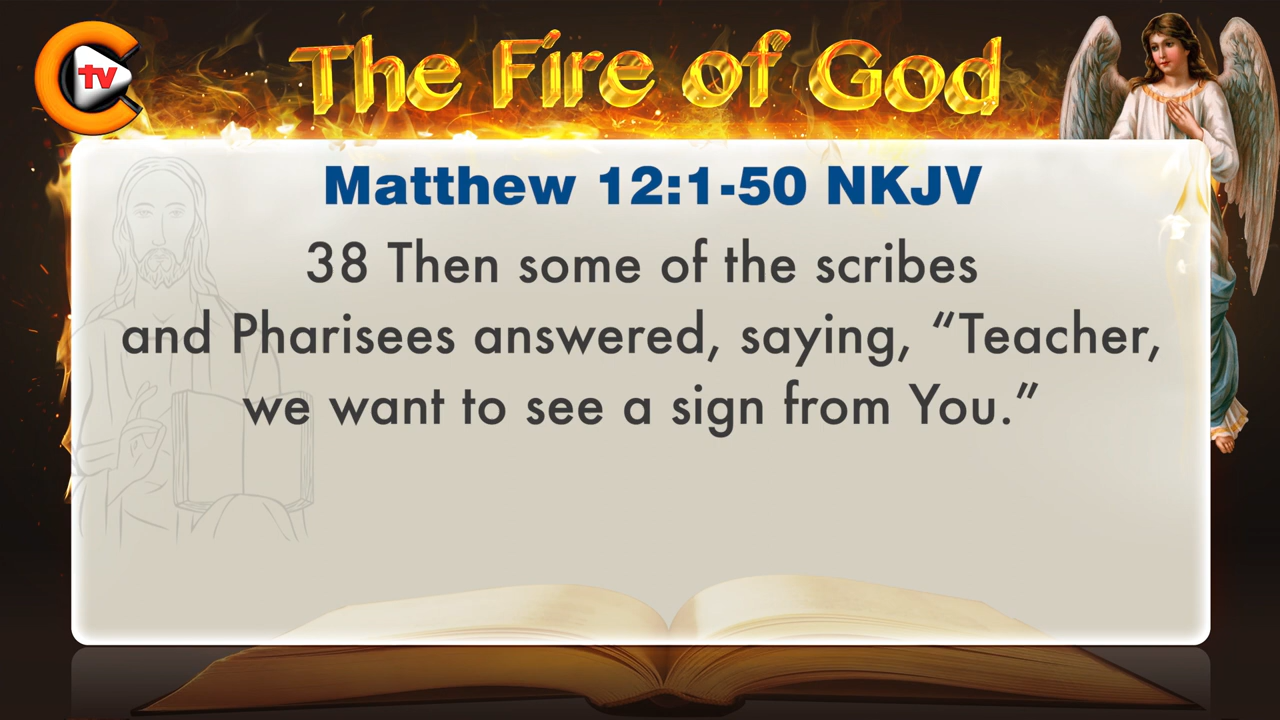 tv
The Fire of God
Matthew 12:1-50 NKJV
38 Then some of the scribes
and Pharisees answered, saying, “Teacher,
we want to see a sign from You.”